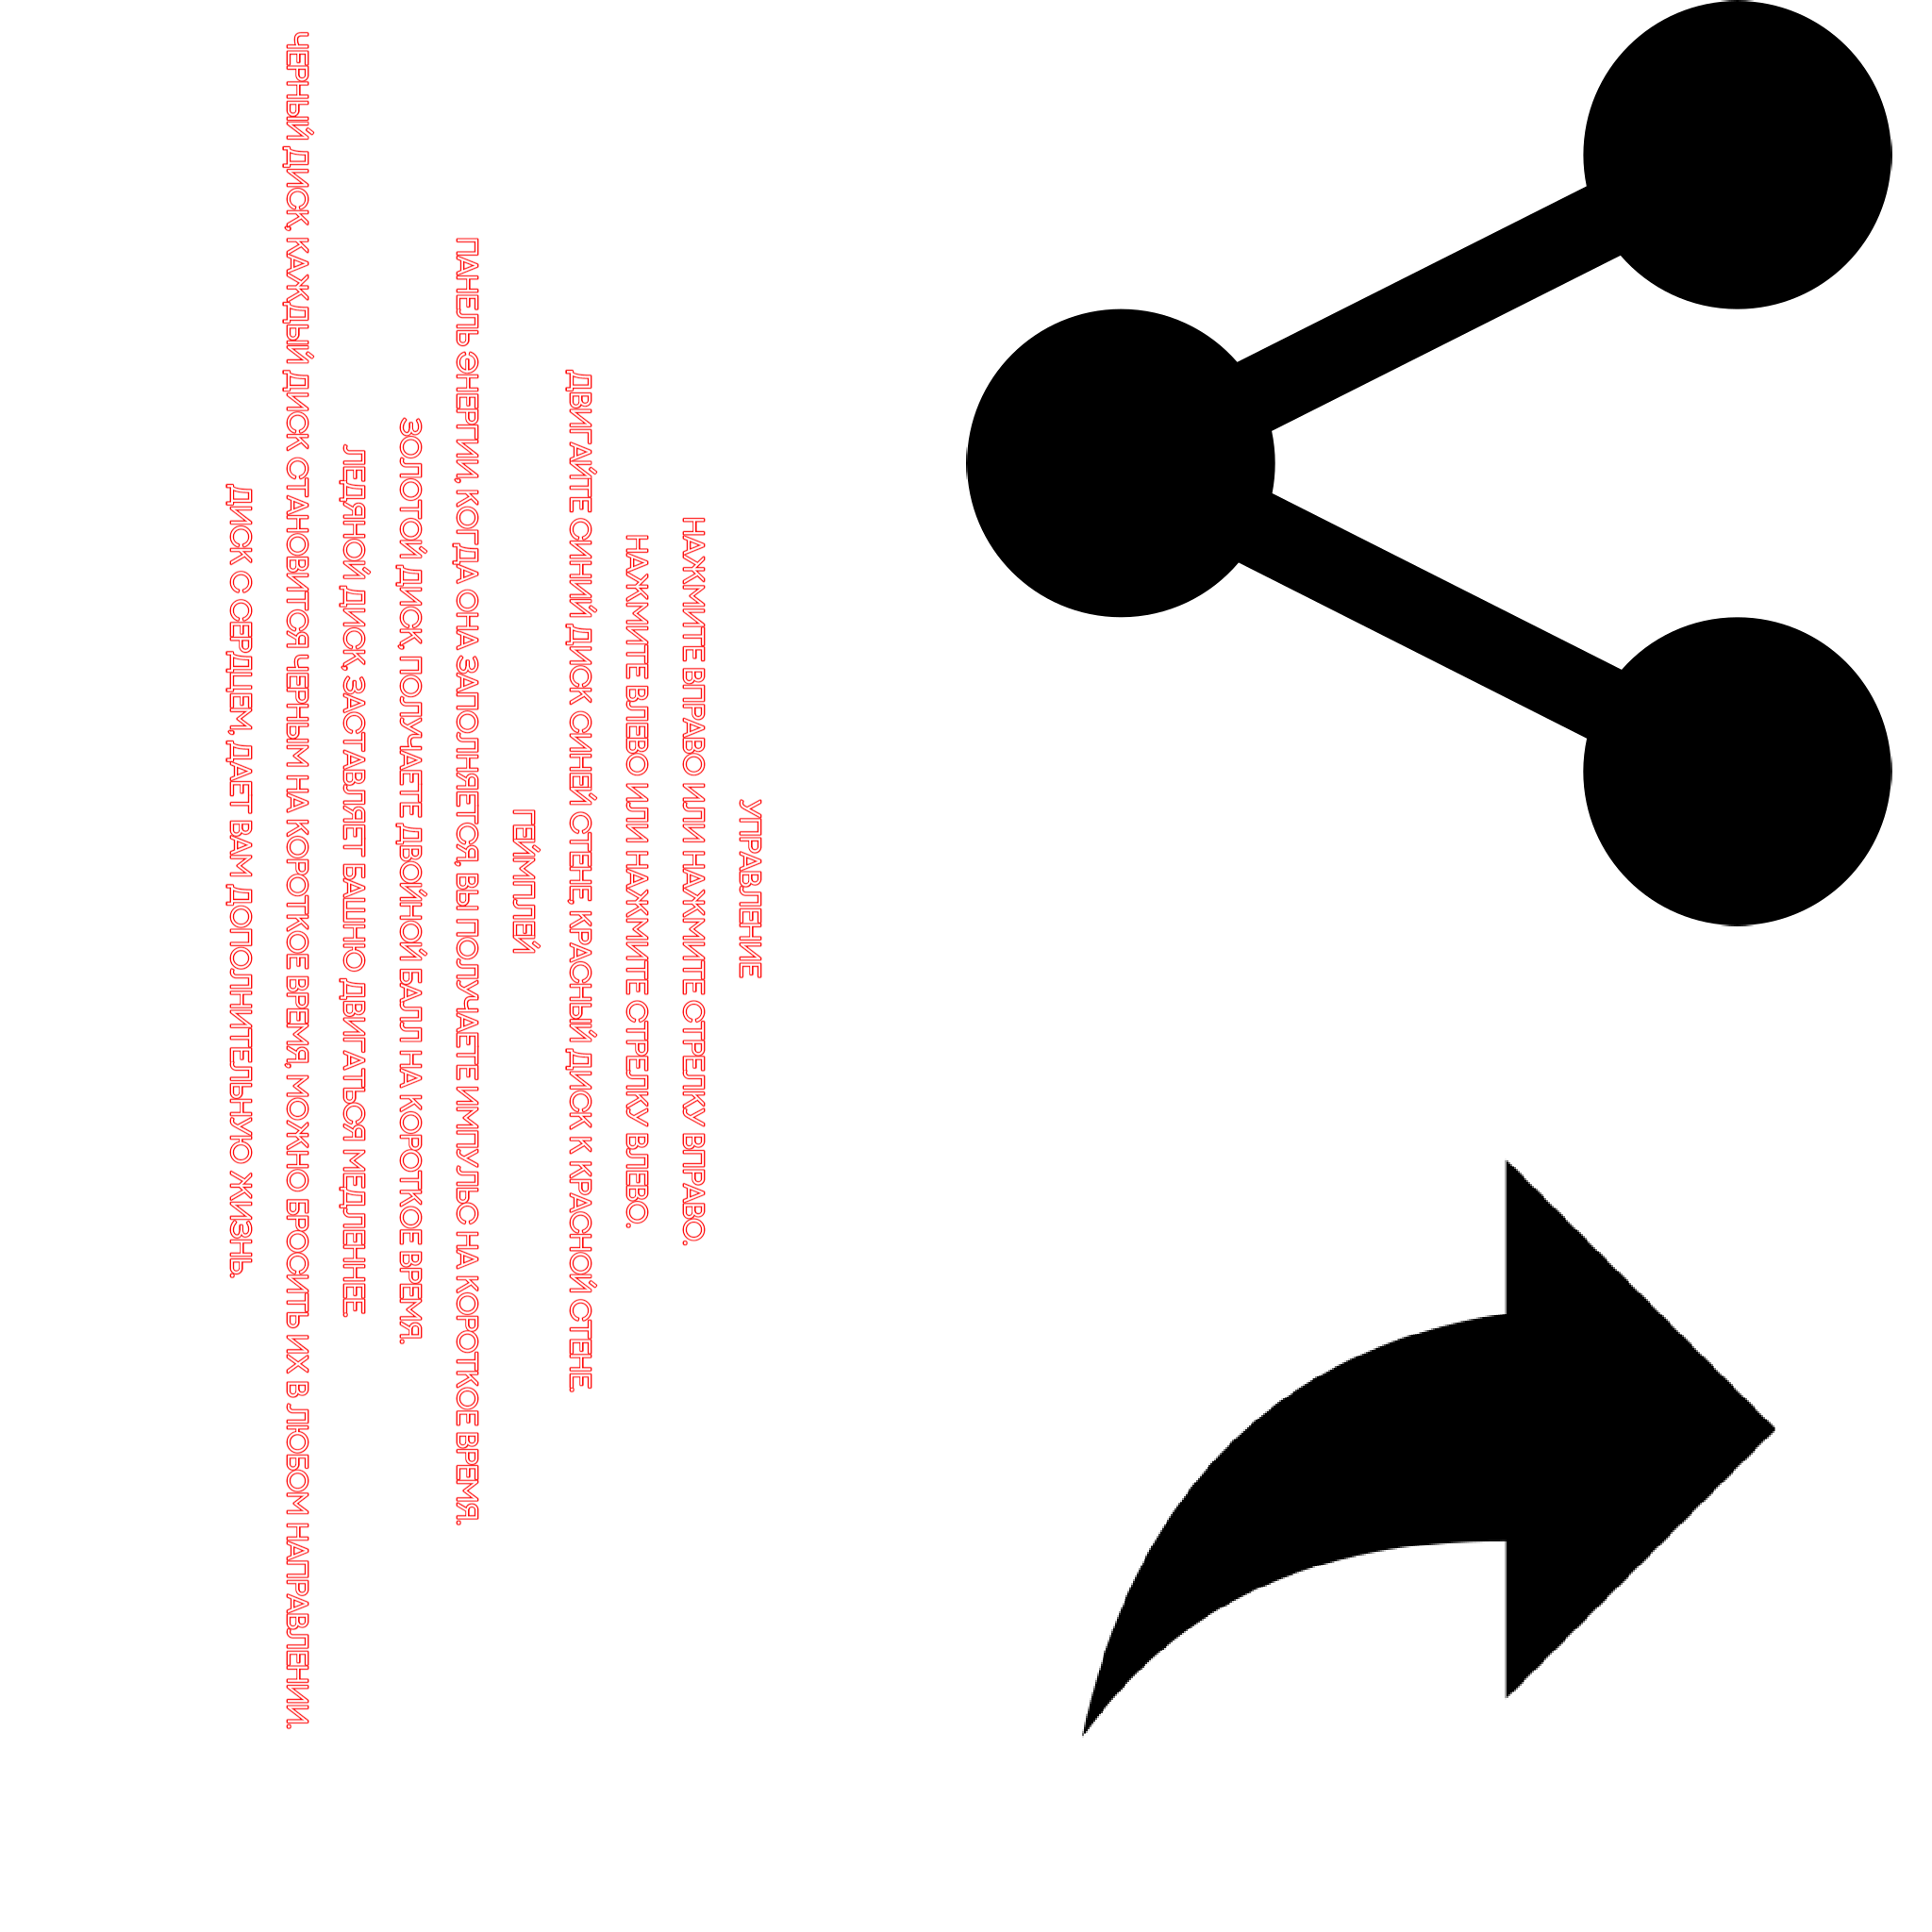 УПРАВЛЕНИЕ
НАЖМИТЕ ВПРАВО ИЛИ НАЖМИТЕ СТРЕЛКУ ВПРАВО.
НАЖМИТЕ ВЛЕВО ИЛИ НАЖМИТЕ СТРЕЛКУ ВЛЕВО.
ДВИГАЙТЕ СИНИЙ ДИСК СИНЕЙ СТЕНЕ, КРАСНЫЙ ДИСК К КРАСНОЙ СТЕНЕ.
ГЕЙМПЛЕЙ
ПАНЕЛЬ ЭНЕРГИИ, КОГДА ОНА ЗАПОЛНЯЕТСЯ, ВЫ ПОЛУЧАЕТЕ ИМПУЛЬС НА КОРОТКОЕ ВРЕМЯ.
ЗОЛОТОЙ ДИСК, ПОЛУЧАЕТЕ ДВОЙНОЙ БАЛЛ НА КОРОТКОЕ ВРЕМЯ.
ЛЕДЯНОЙ ДИСК, ЗАСТАВЛЯЕТ БАШНЮ ДВИГАТЬСЯ МЕДЛЕННЕЕ.
ЧЕРНЫЙ ДИСК, КАЖДЫЙ ДИСК СТАНОВИТСЯ ЧЕРНЫМ НА КОРОТКОЕ ВРЕМЯ, МОЖНО БРОСИТЬ ИХ В ЛЮБОМ НАПРАВЛЕНИИ.
ДИСК С СЕРДЦЕМ, ДАЕТ ВАМ ДОПОЛНИТЕЛЬНУЮ ЖИЗНЬ.